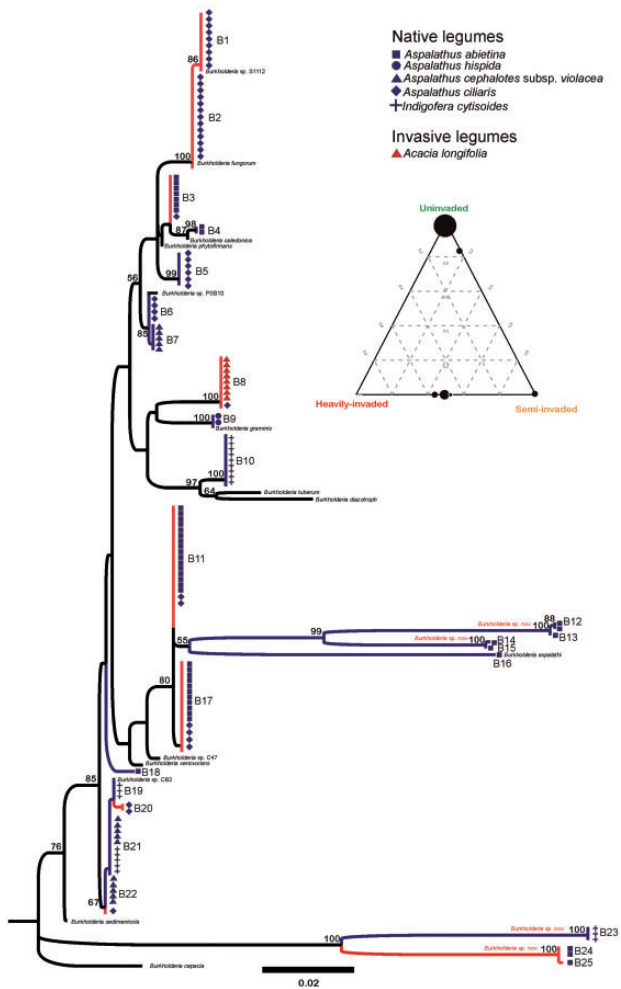 Native legumes
Aspalathus abietina
Aspalathus hispida
Aspalathus cephalotes subsp. violacea
Aspalathus ciliaris
Indigofera cytisoides
Invasive legumes
Acacia longifolia
Uninvaded
Heavily-invaded
Semi-invaded
B1
86
Burkholderia sp. S1112
B2
100
Burkholderia fungorum
B3
98
B4
87
Burkholderia caledonica
Burkholderia phytofirmans
B5
99
56
Burkholderia sp. PGB10
B6
85
B7
B8
100
100
B9
Burkholderia graminis
B10
100
97
64
Burkholderia tuberum
Burkholderia diazotroph
B11
88
B12
Burkholderia sp. nov.
100
B13
99
Burkholderia sp. nov.
100
B14
B15
55
Burkholderia aspalathi
B16
80
B17
Burkholderia sp. C47
Burkholderia xenovorans
B18
85
Burkholderia sp. CB2
B19
B20
76
B21
B22
67
Burkholderia sedimenicola
Burkholderia sp. nov.
100
B23
100
Burkholderia sp. nov.
100
B24
B25
Burkholderia cepacia
0.02